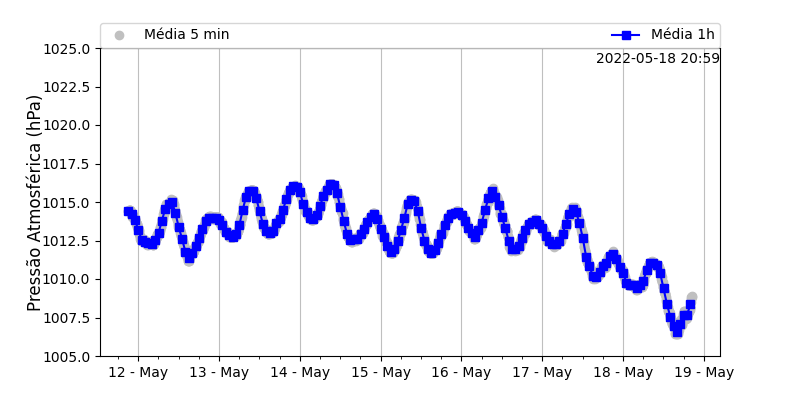 Média 5 min
Média 1h
2022-05-18 20:59
Pressão Atmosférica (hPa)
1025.0
1022.5
1020.0
1017.5
1015.0
1012.5
1010.0
1007.5
1005.0
12 - May
13 - May
14 - May
15 - May
16 - May
17 - May
18 - May
19 - May